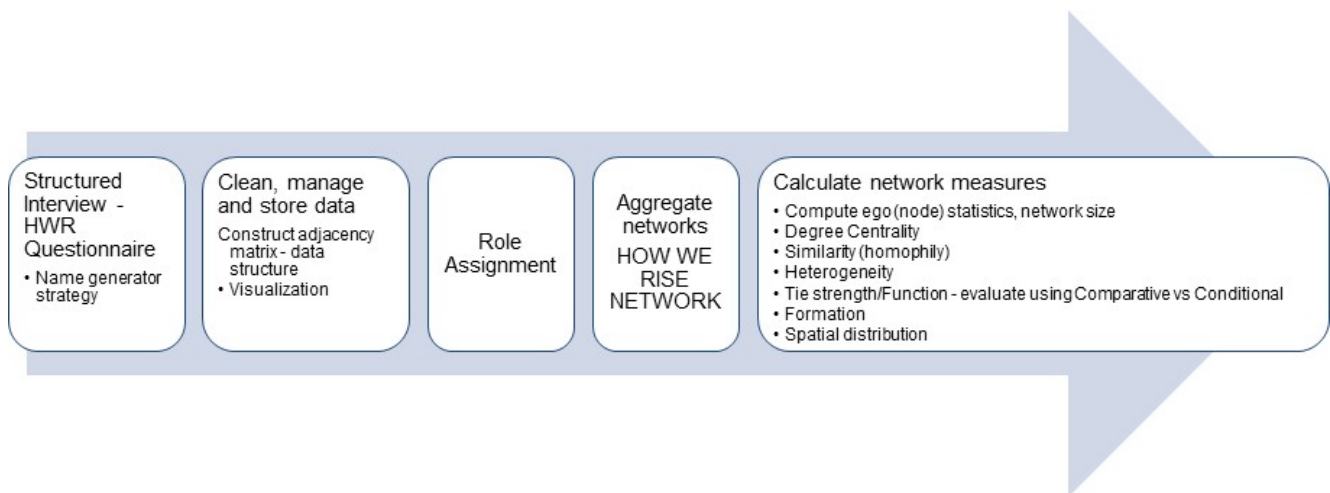 Structured
Interview -
HWR
Questionnaire
• Name generator
strategy
Clean, manage
and store data
Construct adjacency
matrix - data
structure
• Visualization
Role
Assignment
Aggregate
networks
HOW WE
RISE
NETWORK
Calculate network measures
• Compute ego (node) statistics, network size
• Degree Centrality
• Similarity (homophily)
• Heterogeneity
• Tie strength/Function - evaluate using Comparative vs Conditional
• Formation
• Spatial distribution